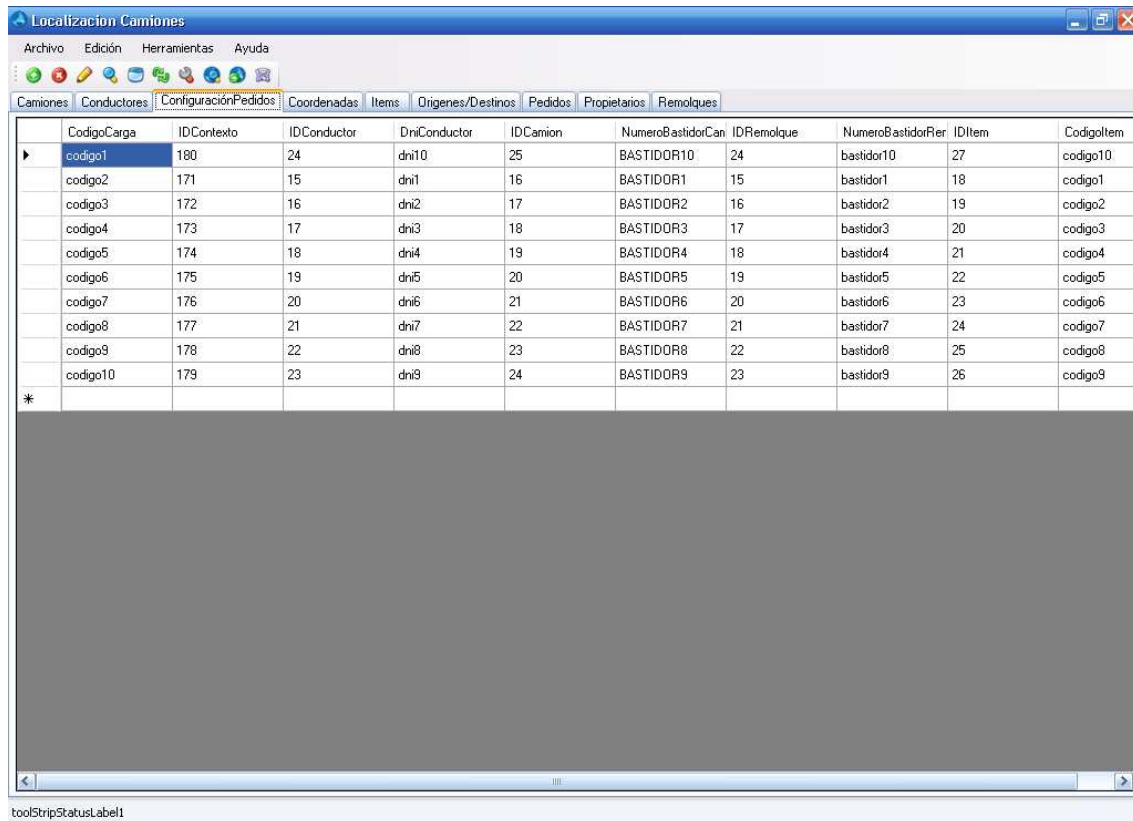 Localizacion Camiones
Archivo Edición Herramientas Ayuda
Camiones Conductores ConfiguraciónPedidos Coordenadas Items Origenes/Destinos Pedidos Propietarios Remolques
CodigoCarga IDContexto IDConductor DniConductor IDCamion NumeroBastidorCan IDRemolque NumeroBastidorRer IDItem CodigoItem
codigo1 180 24 dni10 25 BASTIDOR10 24 bastidor10 27 codigo10
codigo2 171 15 dni1 16 BASTIDOR1 15 bastidor1 18 codigo1
codigo3 172 16 dni2 17 BASTIDOR2 16 bastidor2 19 codigo2
codigo4 173 17 dni3 18 BASTIDOR3 17 bastidor3 20 codigo3
codigo5 174 18 dni4 19 BASTIDOR4 18 bastidor4 21 codigo4
codigo6 175 19 dni5 20 BASTIDOR5 19 bastidor5 22 codigo5
codigo7 176 20 dni6 21 BASTIDOR6 20 bastidor6 23 codigo6
codigo8 177 21 dni7 22 BASTIDOR7 21 bastidor7 24 codigo7
codigo9 178 22 dni8 23 BASTIDOR8 22 bastidor8 25 codigo8
codigo10 179 23 dni9 24 BASTIDOR9 23 bastidor9 26 codigo9
toolStripStatusLabel1